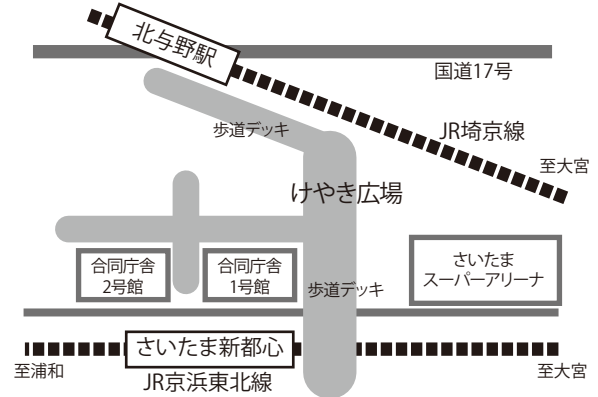 北与野駅
国道17号
歩道デッキ
JR埼京線
至大宮
けやき広場
合同庁舎
2号館
合同庁舎
1号館
歩道デッキ
さいたま
スーパーアリーナ
さいたま新都心
至浦和
JR京浜東北線
至大宮